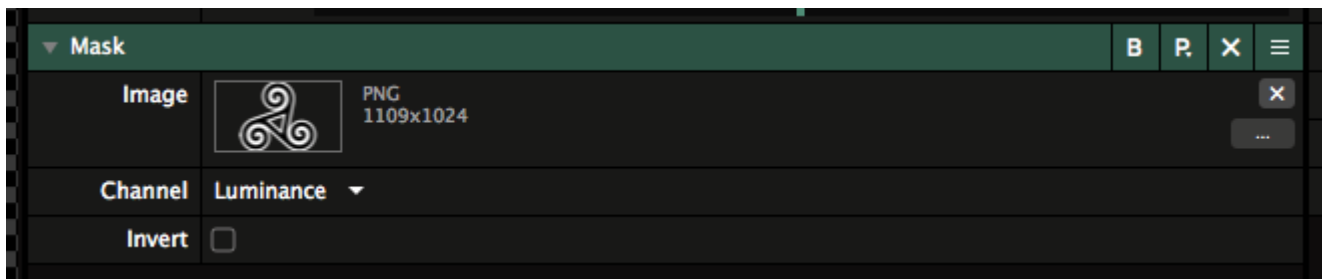 Mask B P. X
Image PNG
1109x1024
...
Channel Luminance
Invert